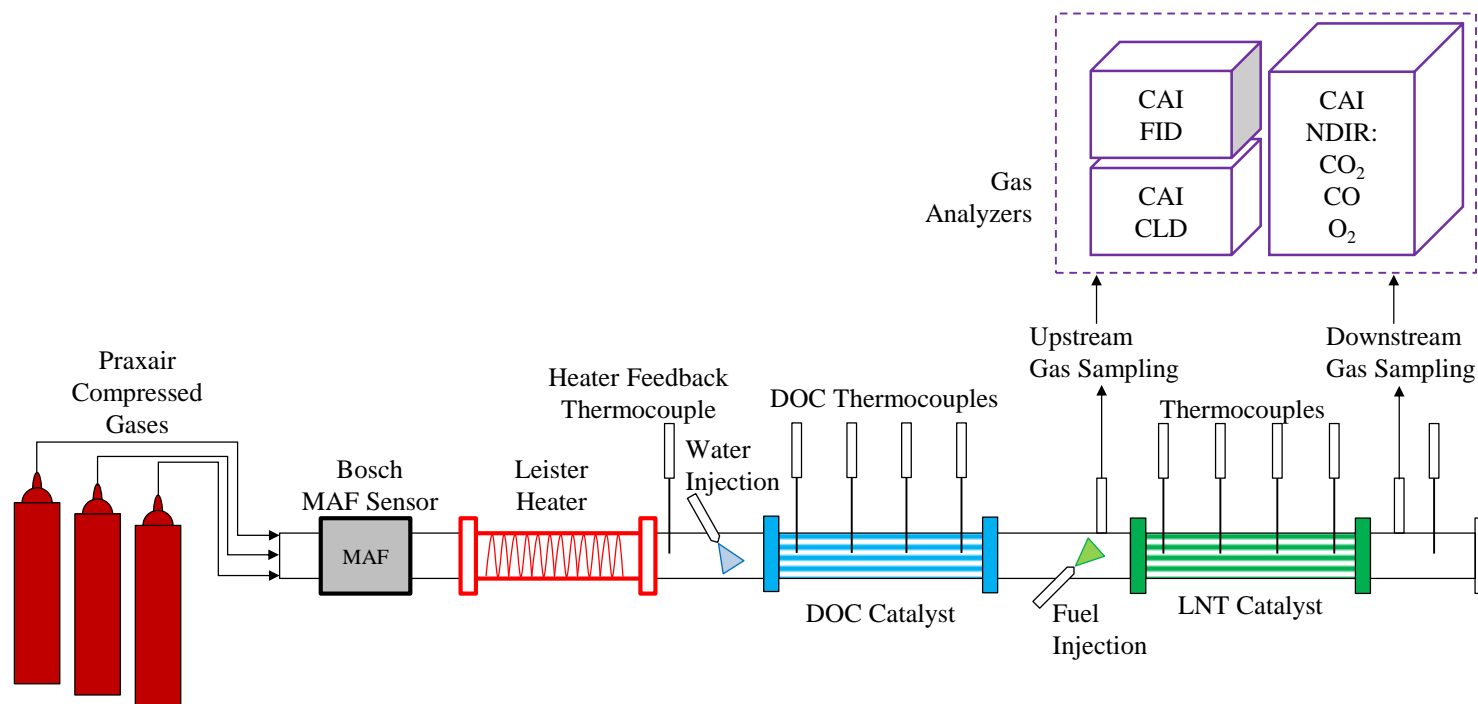 CAI
FID
CAI
CLD
CAI
NDIR:
CO₂
CO
O₂
Gas
Analyzers
Upstream
Gas Sampling
Downstream
Gas Sampling
Praxair
Compressed
Gases
Bosch
MAF Sensor
MAF
Leister
Heater
Heater Feedback
Thermocouple
Water
Injection
DOC Thermocouples
DOC Catalyst
Fuel
Injection
Thermocouples
LNT Catalyst